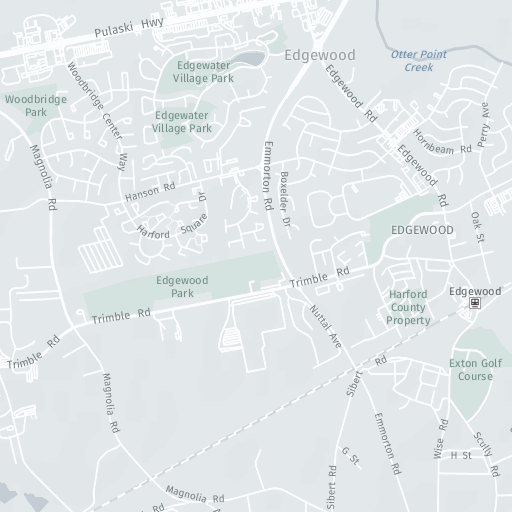 Pulaski Hwy
Edgewood
Otter Point
Creek
Edgewater
Village Park
Woodbridge
Park
Woodbridge Center Way
Edgewood Rd
Edgewater
Village Park
Perry Ave
Hornbeam Rd
Magnolia Rd
Emmorton Rd
Edgewood Rd
Hanson Rd
Boxelder Dr
Dr
Harford Square
Oak St
EDGEWOOD
Edgewood
Park
Trimble Rd
Harford
County
Property
Edgewood
Trimble Rd
Nuttal Ave
Trimble Rd
Sibert Rd
Exton Golf
Course
Magnolia Rd
Emmorton Rd
Wise Rd
Scully Rd
G St
H St
Sibert Rd
Magnolia Rd